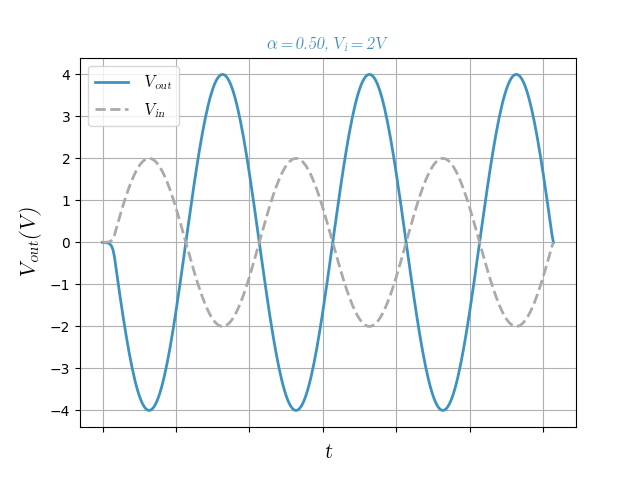 α = 0.50, V_i = 2V
V_out
V_in
4
3
2
1
0
−1
−2
−3
−4
V_out(V)
t